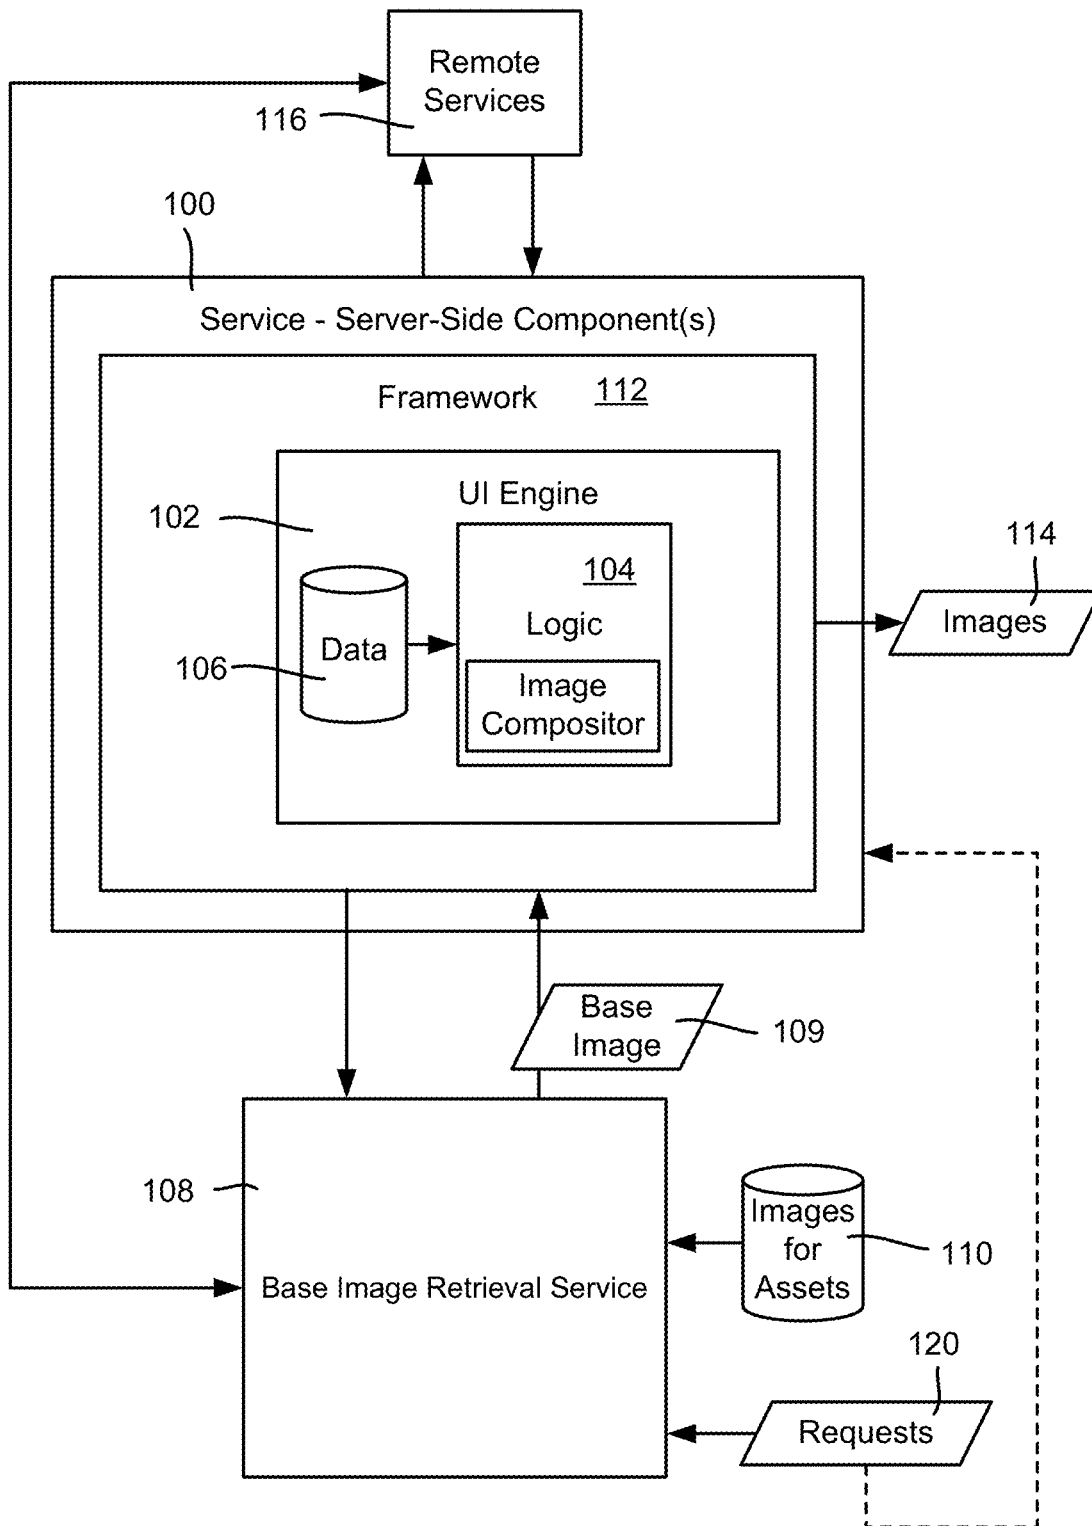 Remote
Services
116
100
Service - Server-Side Component(s)
Framework 112
UI Engine
102
104
Logic
Data
106
Image
Compositor
114
Images
Base
Image
109
108
Base Image Retrieval Service
Images
for
Assets
110
120
Requests